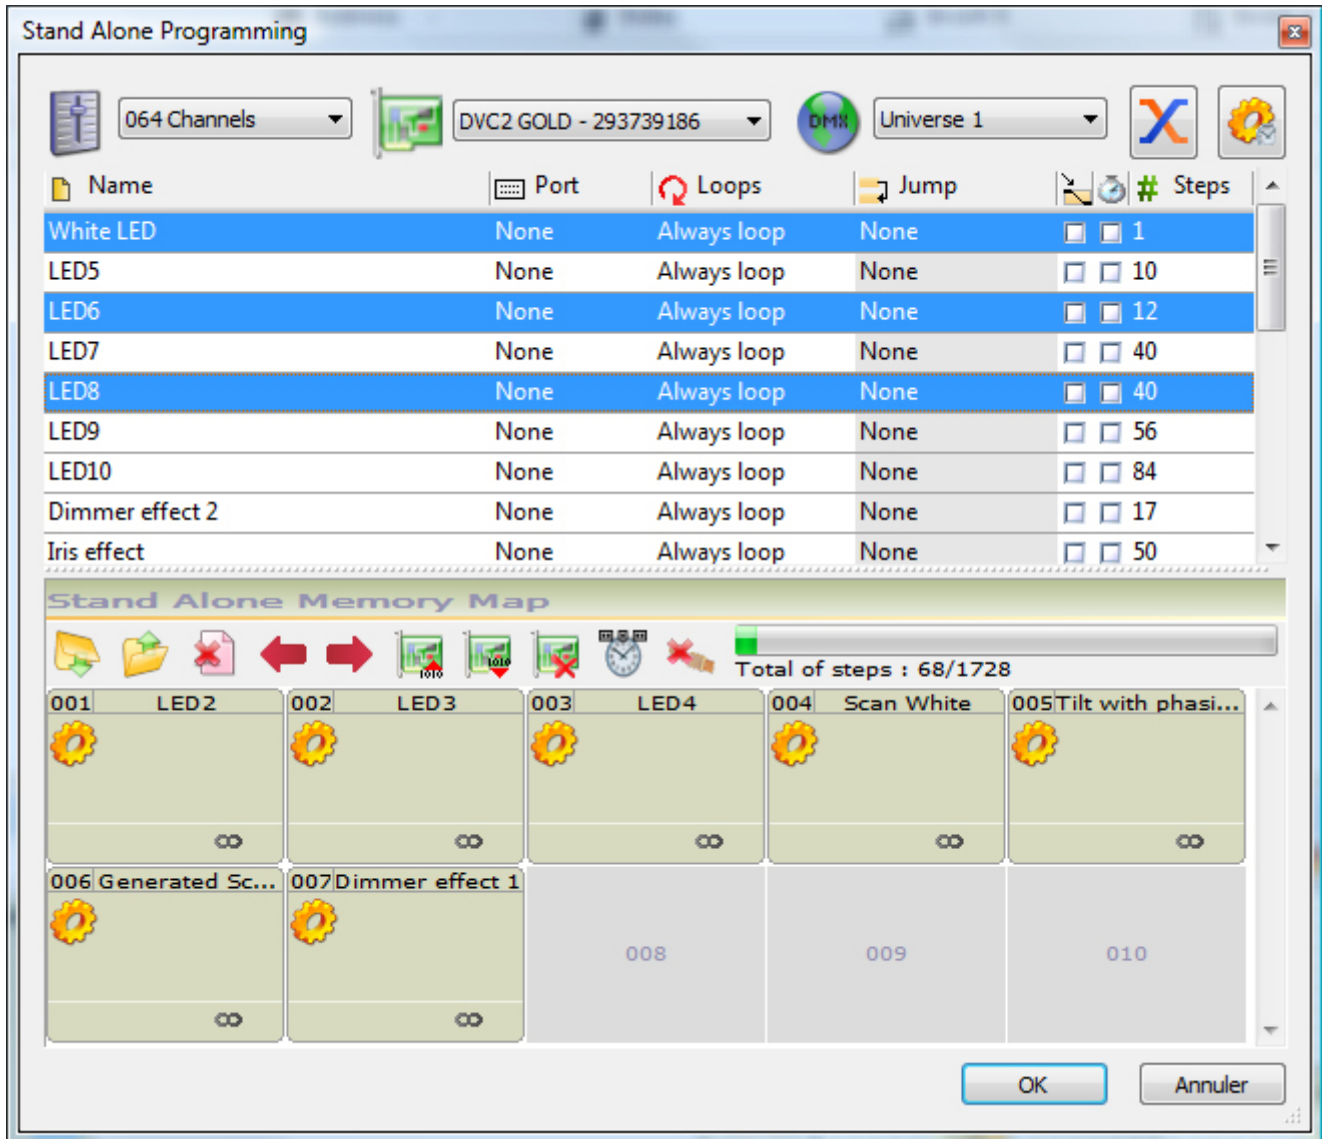 Stand Alone Programming
064 Channels DVC2 GOLD - 293739186 DMX Universe 1
Name Port Loops Jump # Steps
White LED None Always loop None 1
LED5 None Always loop None 10
LED6 None Always loop None 12
LED7 None Always loop None 40
LED8 None Always loop None 40
LED9 None Always loop None 56
LED10 None Always loop None 84
Dimmer effect 2 None Always loop None 17
Iris effect None Always loop None 50
Stand Alone Memory Map
1010 1010
Total of steps : 68/1728
001 LED2 002 LED3 003 LED4 004 Scan White 005 Tilt with phasi...
006 Generated Sc... 007 Dimmer effect 1
008 009 010
OK Annuler